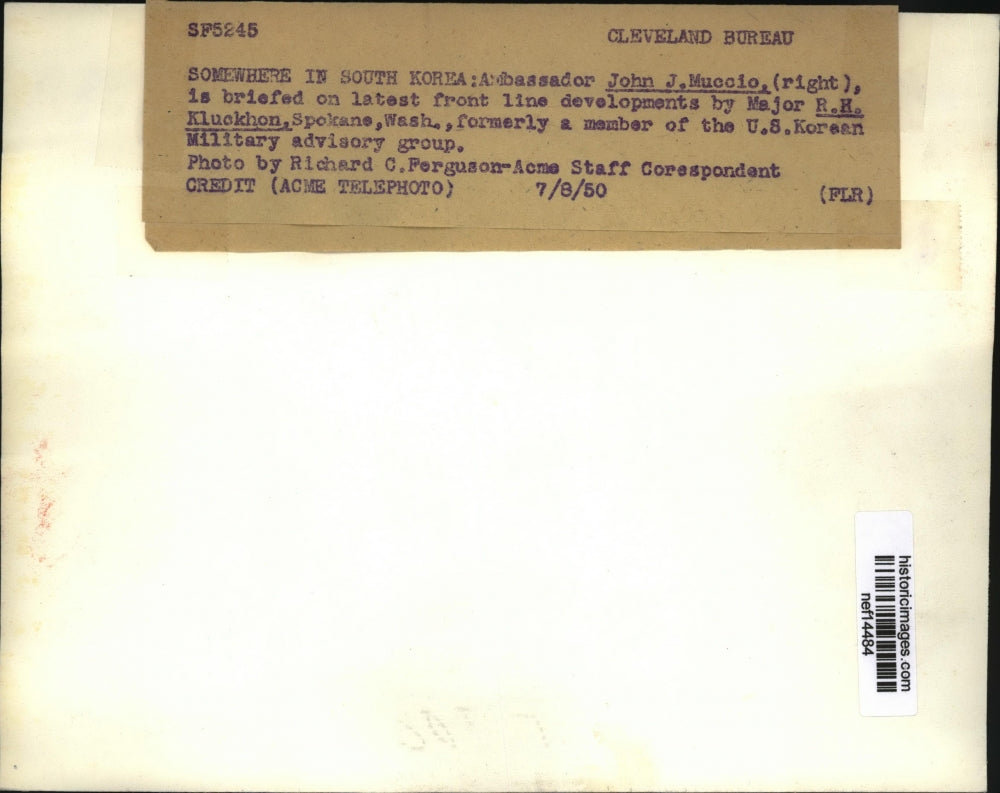 SF5245
CLEVELAND BUREAU
SOMEWHERE IN SOUTH KOREA:Ambassador John J.Muccio,(right),
is briefed on latest front line developments by Major R.H.
Kluckhon,Spokane,Wash.,formerly a member of the U.S.Korean
Military advisory group.
Photo by Richard C.Ferguson-Acme Staff Corespondent
CREDIT (ACME TELEPHOTO) 7/8/50 (FLR)
historicimages.com
nef14484